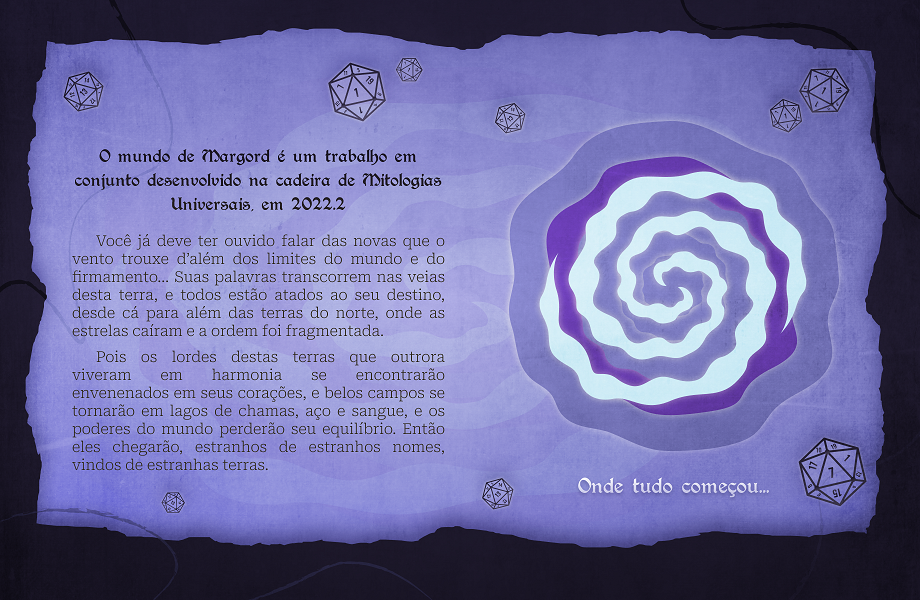 O mundo de Margord é um trabalho em
conjunto desenvolvido na cadeira de Mitologias
Universais, em 2022.2
Você já deve ter ouvido falar das novas que o
vento trouxe d'além dos limites do mundo e do
firmamento... Suas palavras transcorrem nas veias
desta terra, e todos estão atados ao seu destino,
desde cá para além das terras do norte, onde as
estrelas caíram e a ordem foi fragmentada.
Pois os lordes destas terras que outrora
viveram em harmonia se encontrarão
envenenados em seus corações, e belos campos se
tornarão em lagos de chamas, aço e sangue, e os
poderes do mundo perderão seu equilíbrio. Então
eles chegarão, estranhos de estranhos nomes,
vindos de estranhas terras.
Onde tudo começou...